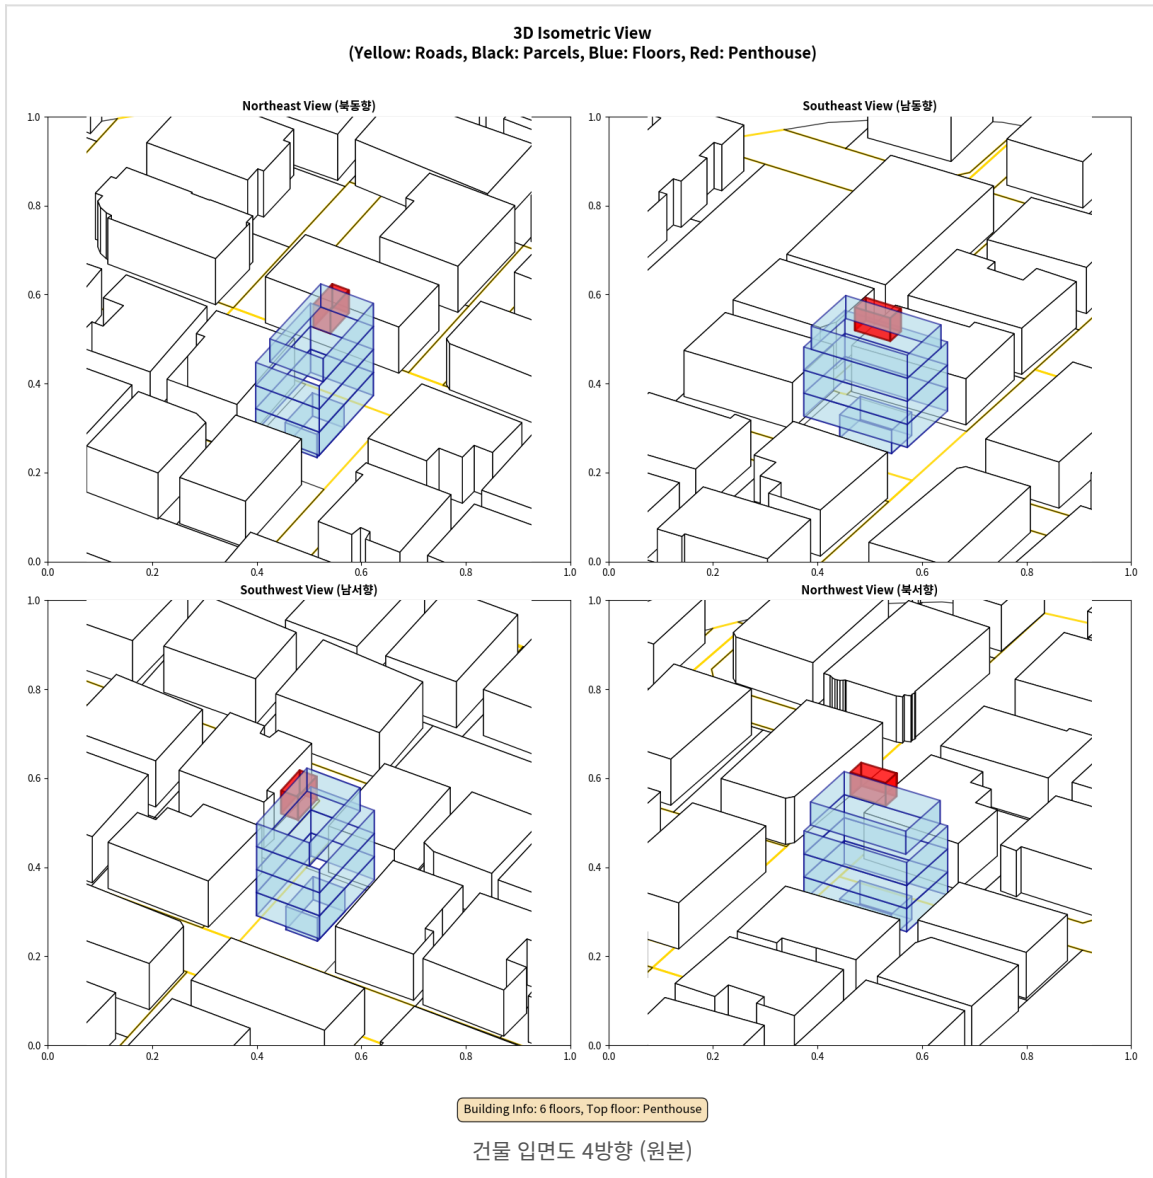 3D Isometric View
(Yellow: Roads, Black: Parcels, Blue: Floors, Red: Penthouse)
Northeast View (북동향)
1.0
0.8
0.6
0.4
0.2
0.0
0.0 0.2 0.4 0.6 0.8 1.0
Southeast View (남동향)
1.0
0.8
0.6
0.4
0.2
0.0
0.0 0.2 0.4 0.6 0.8 1.0
Southwest View (남서향)
1.0
0.8
0.6
0.4
0.2
0.0
0.0 0.2 0.4 0.6 0.8 1.0
Northwest View (북서향)
1.0
0.8
0.6
0.4
0.2
0.0
0.0 0.2 0.4 0.6 0.8 1.0
Building Info: 6 floors, Top floor: Penthouse
건물 입면도 4방향 (원본)